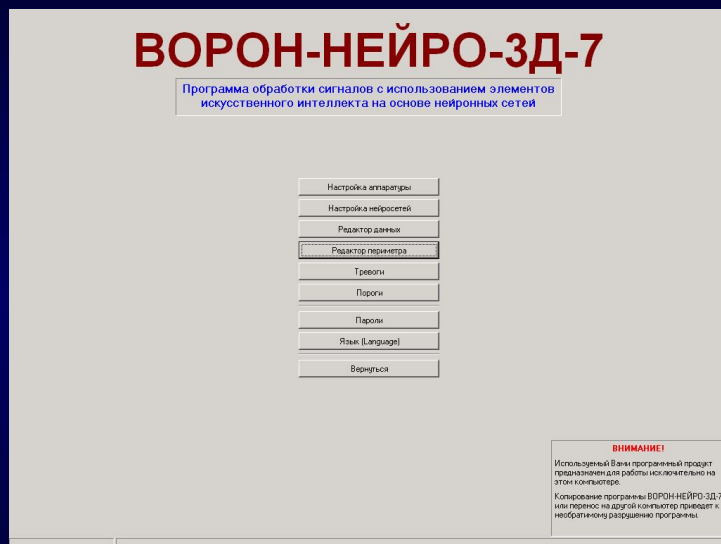 ВОРОН-НЕЙРО-3Д-7
Программа обработки сигналов с использованием элементов
искусственного интеллекта на основе нейронных сетей
Настройка аппаратуры
Настройка нейросетей
Редактор данных
Редактор периметра
Тревоги
Пороги
Пароли
Язык (Language)
Вернуться
ВНИМАНИЕ!
Используемый Вами программный продукт
предназначен для работы исключительно на
этом компьютере.
Копирование программы ВОРОН-НЕЙРО-3Д-7
или перенос на другой компьютер приведет к
необратимому разрушению программы.